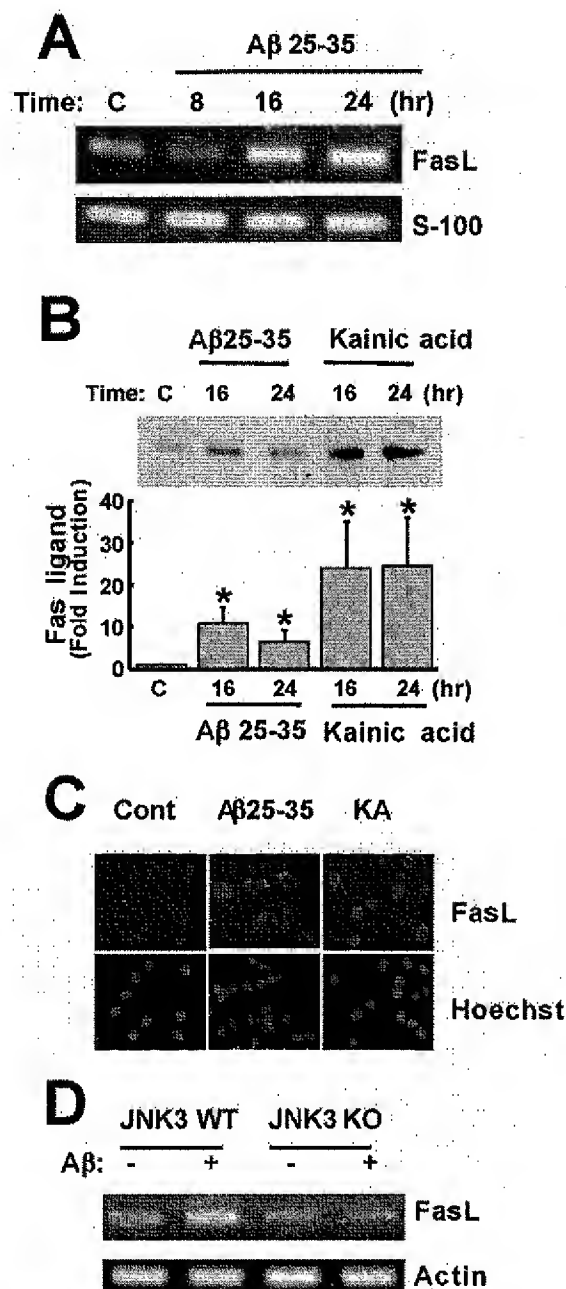 A
Aβ 25-35
Time: C 8 16 24 (hr)
FasL
S-100
B
Aβ25-35 Kainic acid
Time: C 16 24 16 24 (hr)
40
30
20
10
0
Fas ligand
(Fold Induction)
* * * *
C 16 24 16 24 (hr)
Aβ 25-35 Kainic acid
C
Cont Aβ25-35 KA
FasL
Hoechst
D
JNK3 WT JNK3 KO
Aβ: - + - +
FasL
Actin